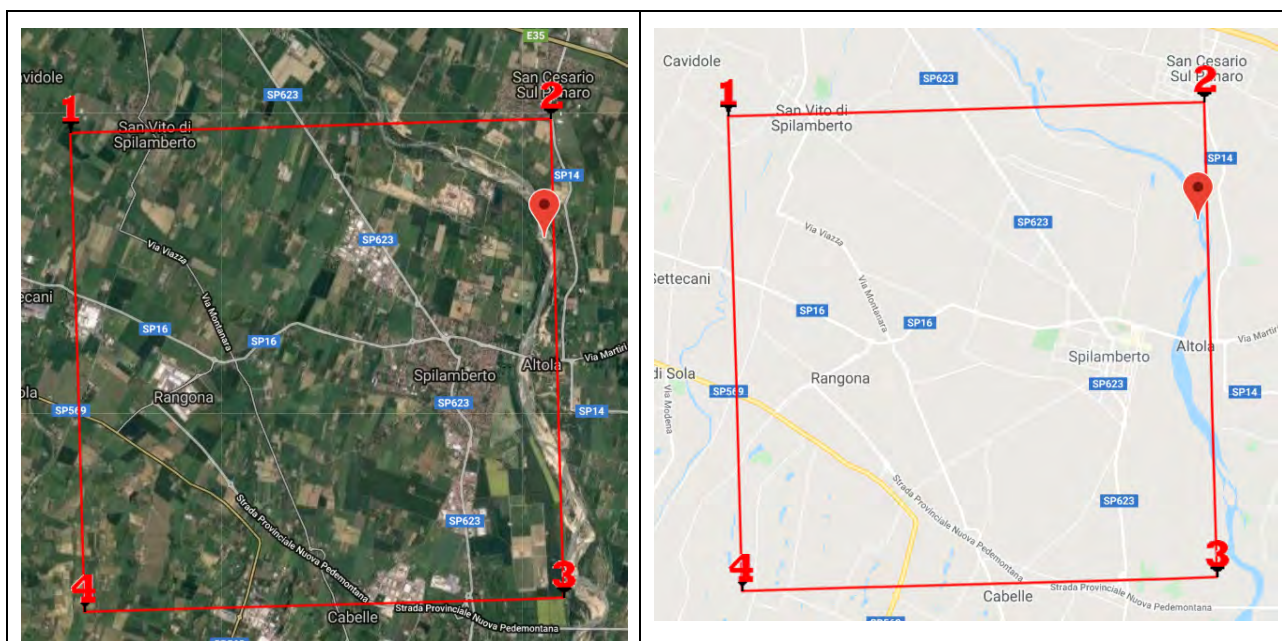 E35
avidole
San Cesario
Sul Panaro
1
2
SP623
San Vito di
Spilamberto
SP14
SP623
Via Viazza
ettecani
Via Montanara
SP16
SP16
Altola
Via Martiri
Spilamberto
Rangona
ola
SP569
SP623
SP14
Strada Provinciale Nuova Pedemontana
SP623
4
3
Cabelle
Strada Provinciale Nuova Pedemontana
Cavidole
San Cesario
Sul Panaro
1
2
SP623
San Vito di
Spilamberto
SP14
SP623
Via Viazza
Settecani
Via Montanara
SP16
SP16
Altola
Via Martiri
Spilamberto
di Sola
Rangona
SP623
SP569
SP14
Via Modena
Strada Provinciale Nuova Pedemontana
SP623
4
3
Cabelle
Strada Provinciale Nuova Pedemontana